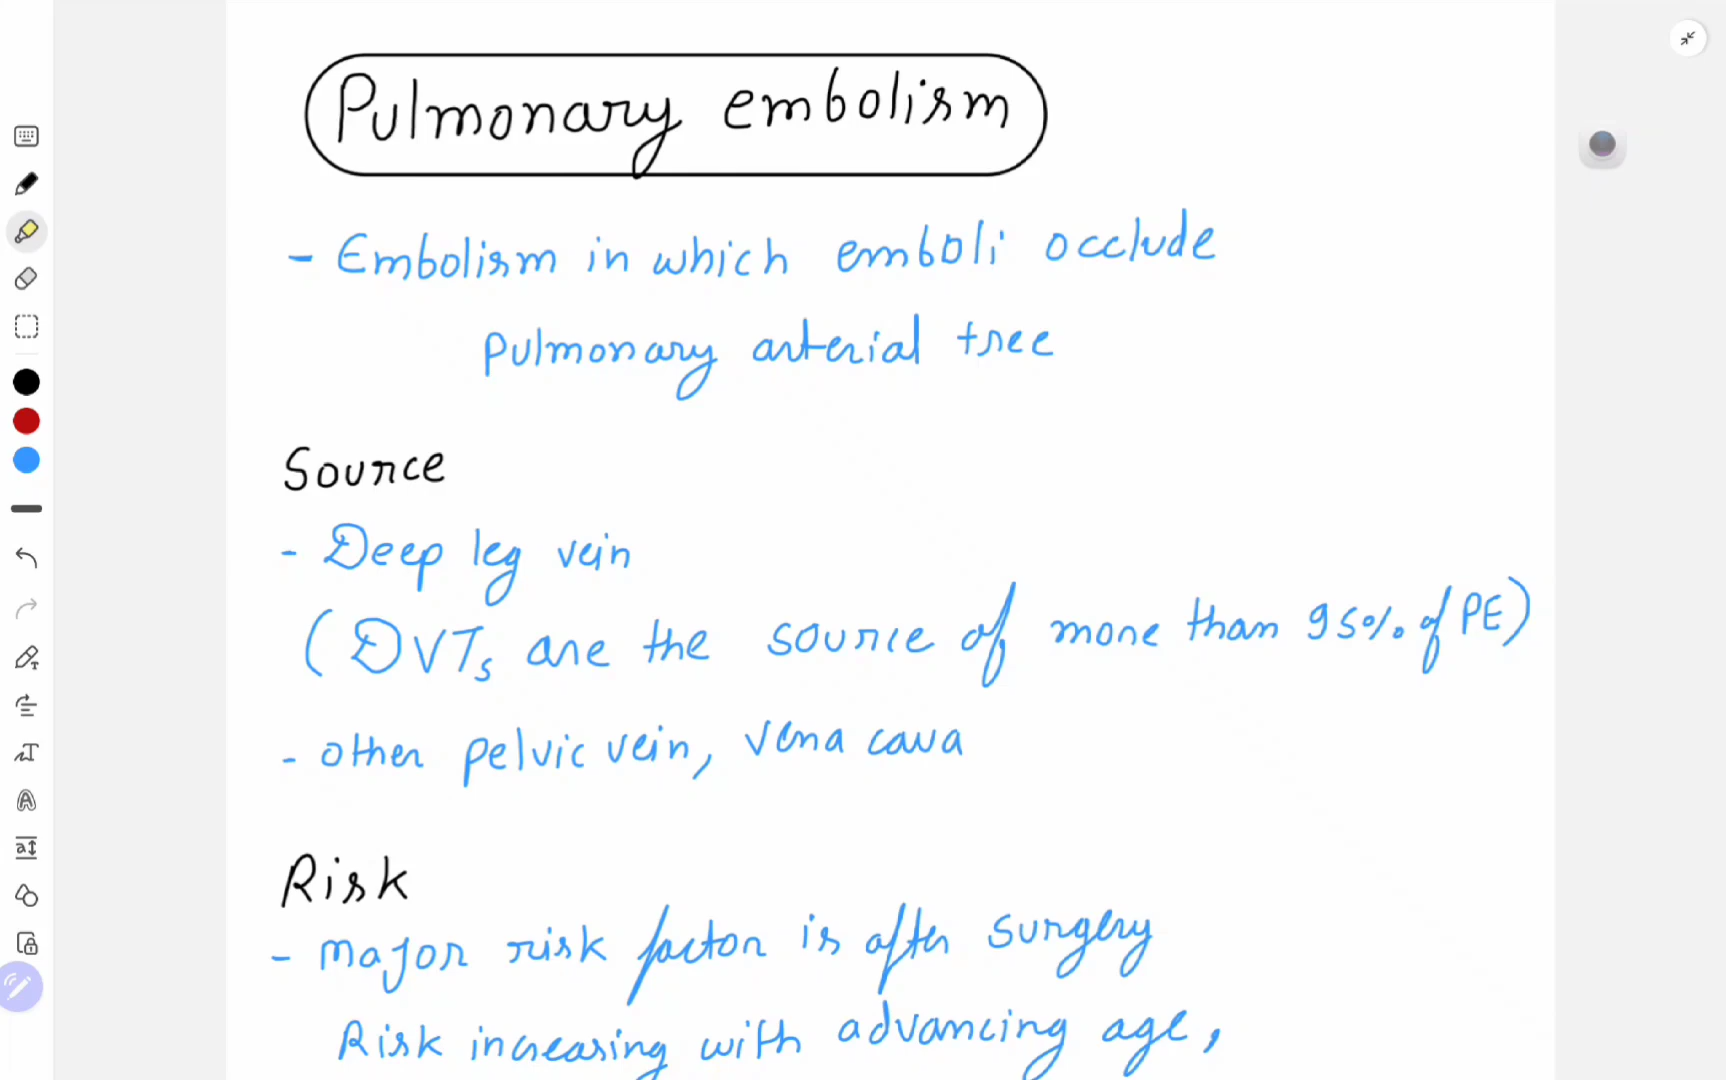 Pulmonary embolism
- Embolism in which emboli occlude
pulmonary arterial tree
Source
- Deep leg vein
( DVTs are the source of more than 95% of PE)
- other pelvic vein, vena cava
Risk
- major risk factor is after surgery
Risk increasing with advancing age,